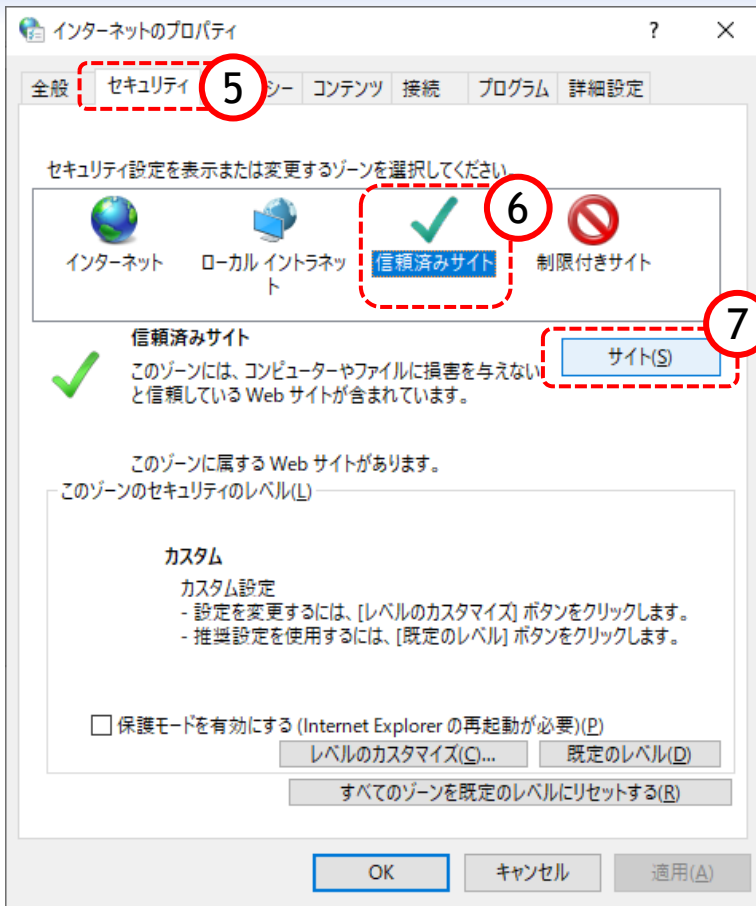 インターネットのプロパティ
?
×
全般
セキュリティ
5
シー
コンテンツ
接続
プログラム
詳細設定
セキュリティ設定を表示または変更するゾーンを選択してください。
6
インターネット
ローカル イントラネッ
ト
信頼済みサイト
制限付きサイト
7
信頼済みサイト
サイト(S)
このゾーンには、コンピューターやファイルに損害を与えない
と信頼している Web サイトが含まれています。
このゾーンに属する Web サイトがあります。
このゾーンのセキュリティのレベル(L)
カスタム
カスタム設定
- 設定を変更するには、[レベルのカスタマイズ] ボタンをクリックします。
- 推奨設定を使用するには、[既定のレベル] ボタンをクリックします。
保護モードを有効にする (Internet Explorer の再起動が必要)(P)
レベルのカスタマイズ(C)...
既定のレベル(D)
すべてのゾーンを既定のレベルにリセットする(R)
OK
キャンセル
適用(A)